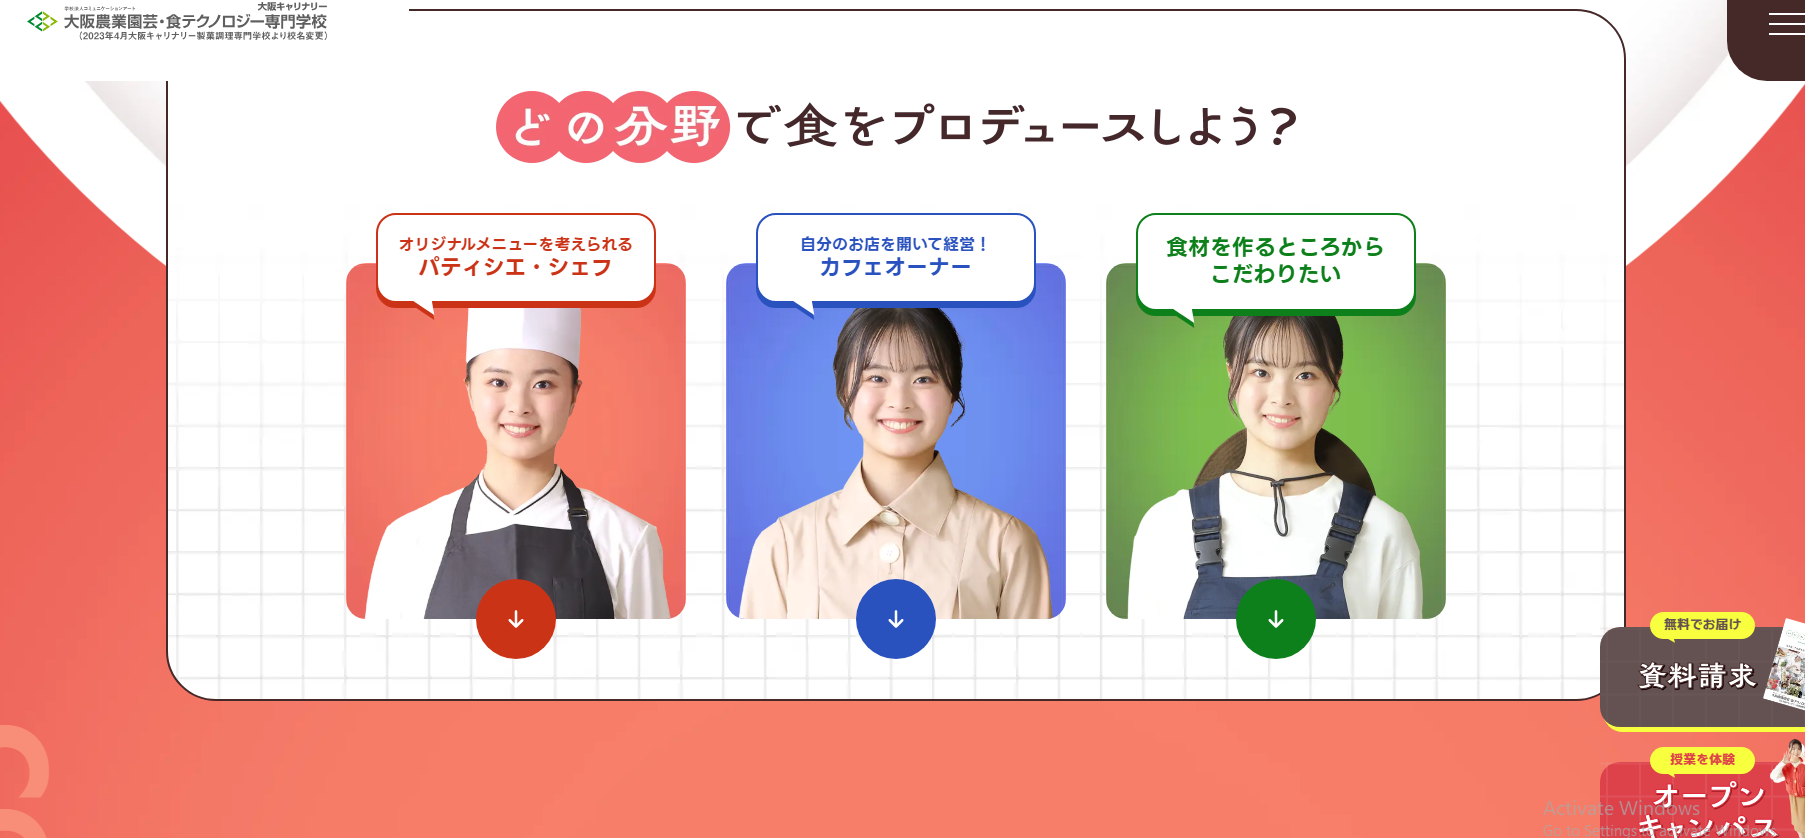 学校法人コミュニケーションアート
大阪キャリナリー
大阪農業園芸・食テクノロジー専門学校
(2023年4月大阪キャリナリー製菓調理専門学校より校名変更)
どの分野で食をプロデュースしよう?
オリジナルメニューを考えられる
パティシエ・シェフ
自分のお店を開いて経営！
カフェオーナー
食材を作るところから
こだわりたい
無料でお届け
資料請求
授業を体験
オープン
キャンパス
Activate Windows
Go to Settings to activate Windows.